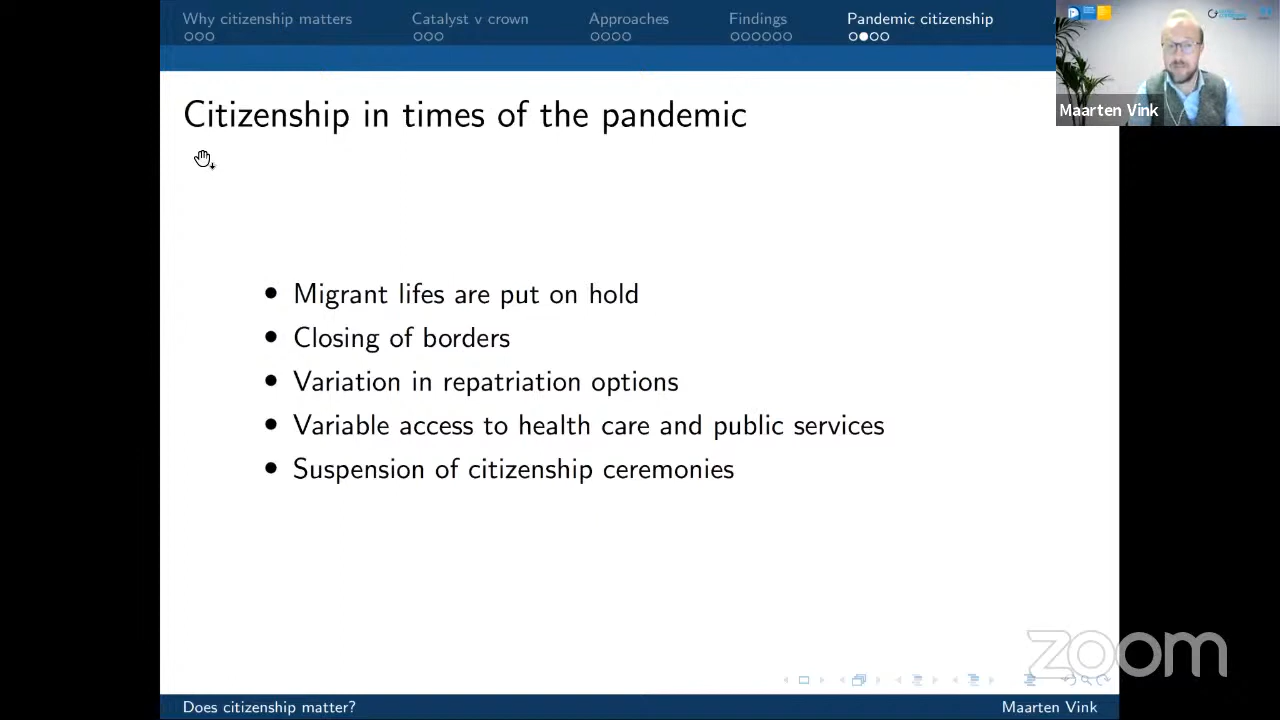 Why citizenship matters
Catalyst v crown
Approaches
Findings
Pandemic citizenship
Maarten Vink
Citizenship in times of the pandemic
• Migrant lifes are put on hold
• Closing of borders
• Variation in repatriation options
• Variable access to health care and public services
• Suspension of citizenship ceremonies
zoom
Does citizenship matter?
Maarten Vink